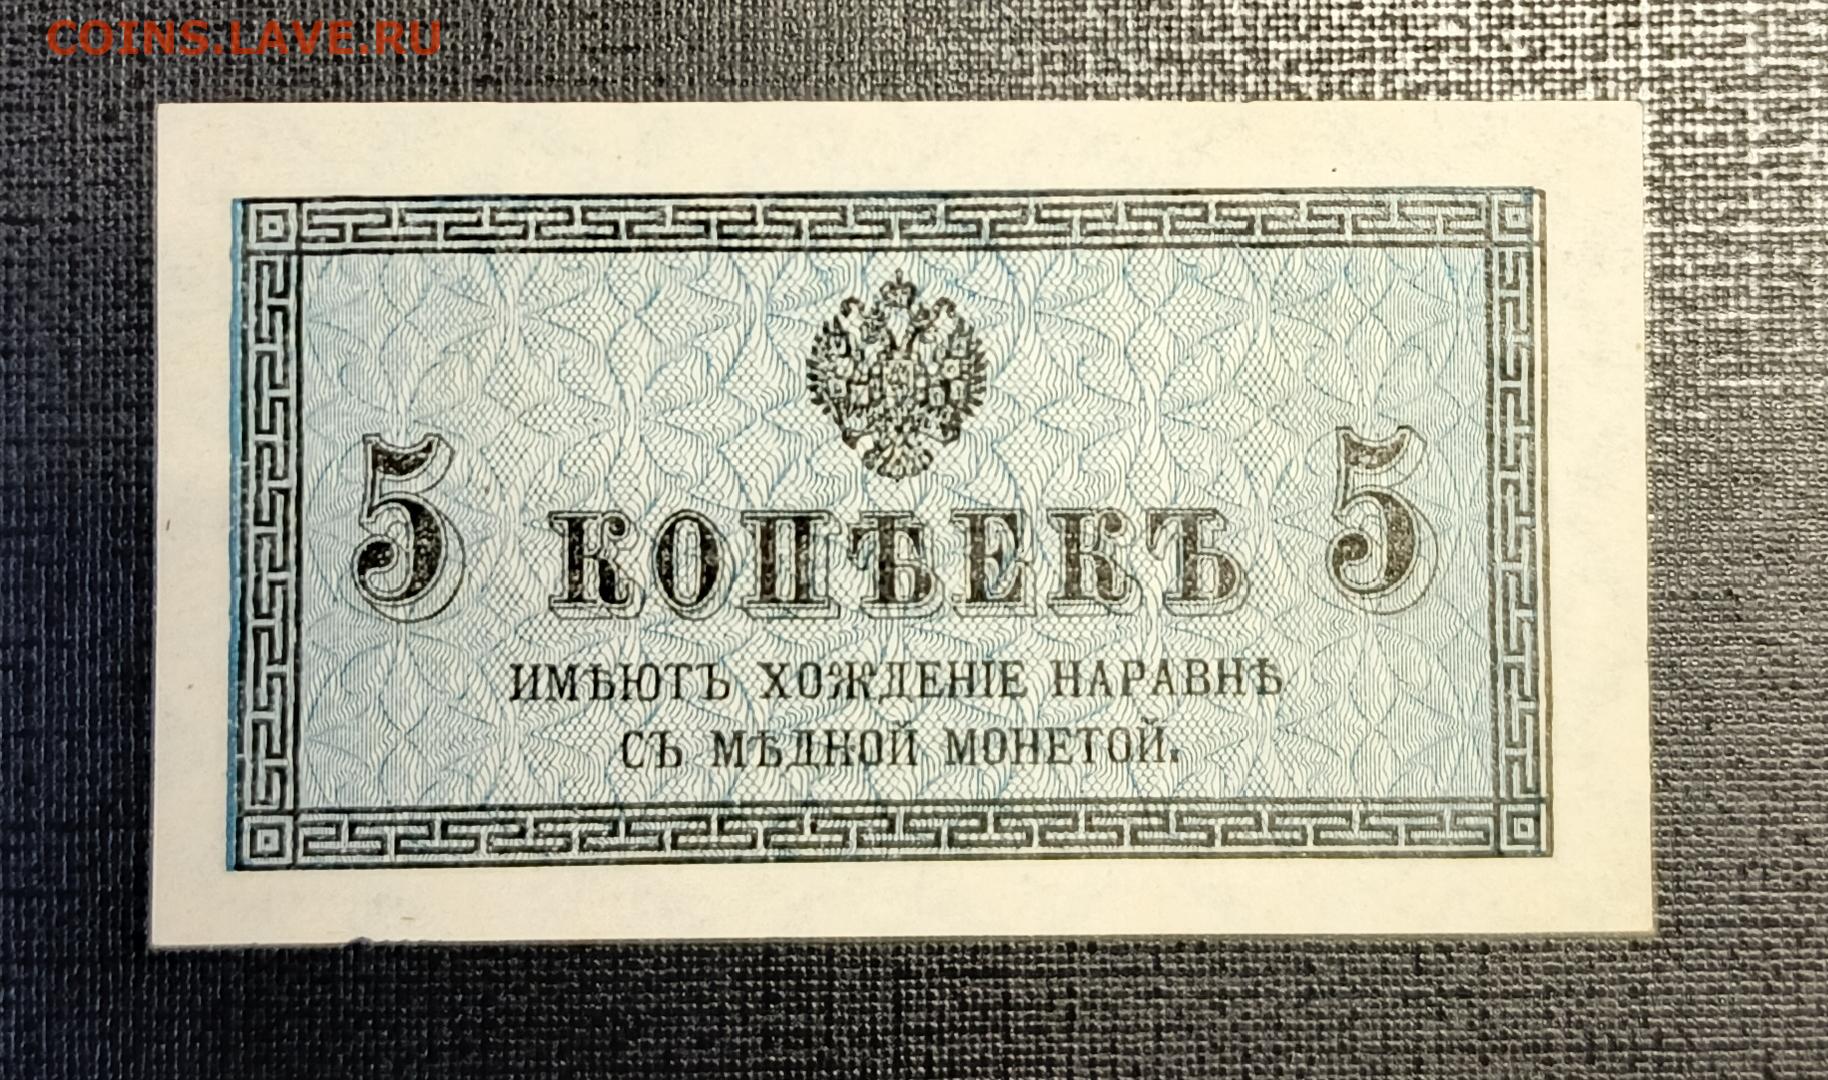 COINS.LAVE.RU
5 КОПѢЕКЪ 5
ИМѢЮТЪ ХОЖДЕНІЕ НАРАВНѢ
СЪ МѢДНОЙ МОНЕТОЙ.